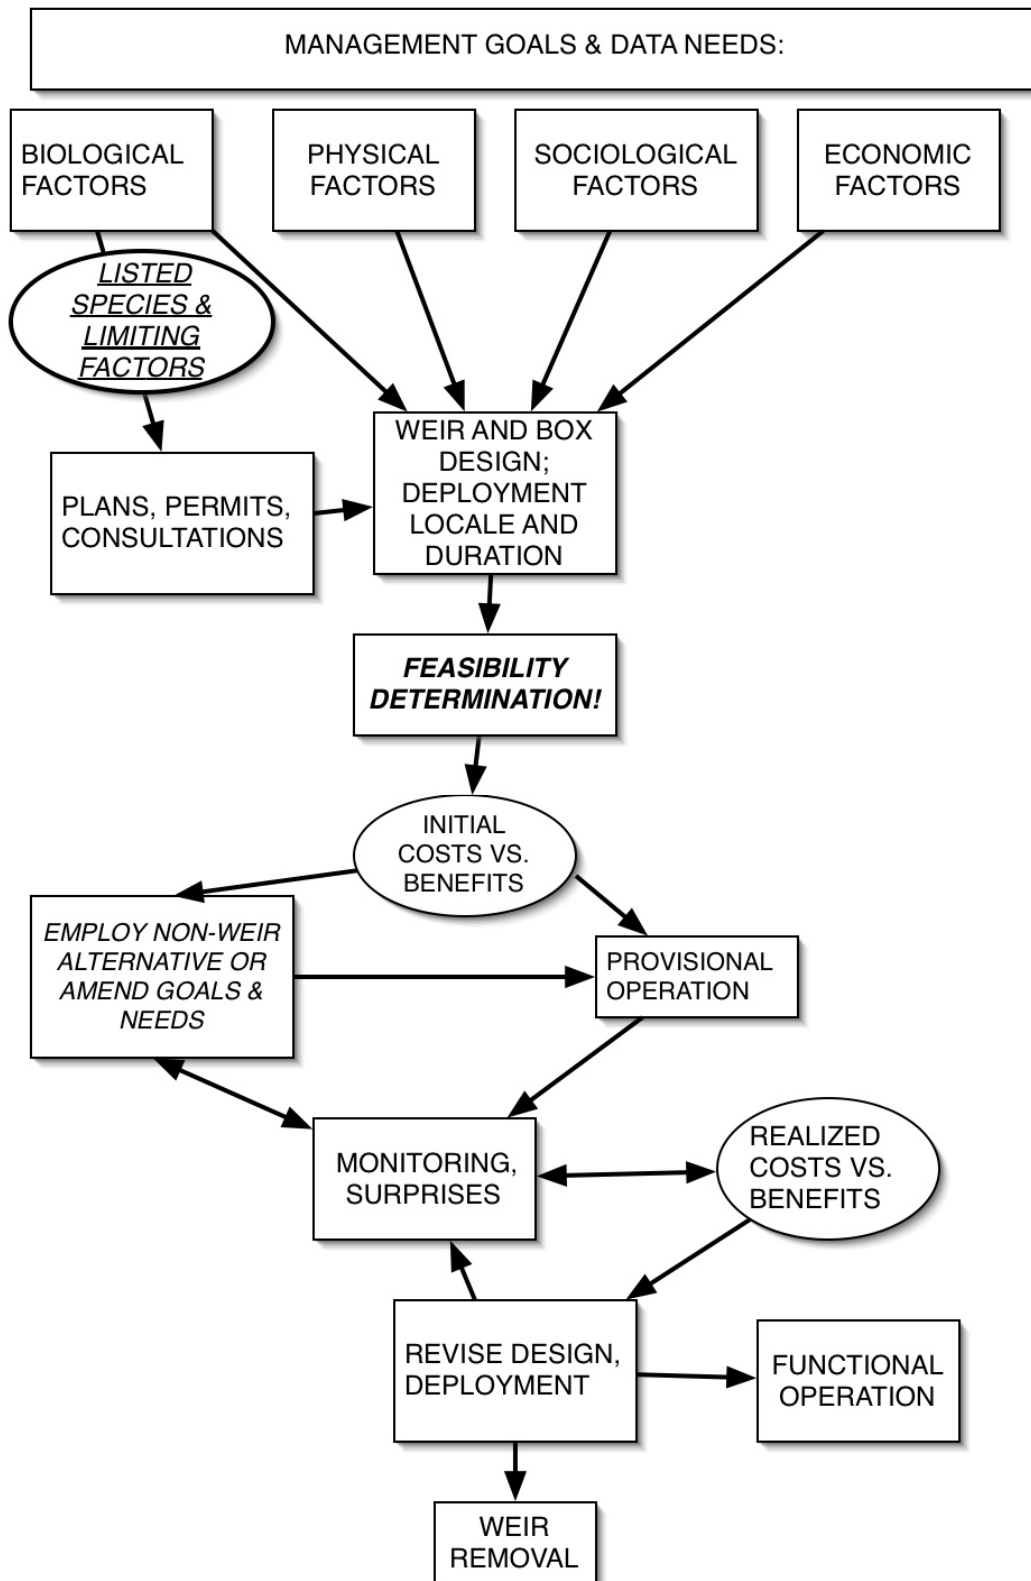 MANAGEMENT GOALS & DATA NEEDS:
BIOLOGICAL
FACTORS
PHYSICAL
FACTORS
SOCIOLOGICAL
FACTORS
ECONOMIC
FACTORS
LISTED
SPECIES &
LIMITING
FACTORS
PLANS, PERMITS,
CONSULTATIONS
WEIR AND BOX
DESIGN;
DEPLOYMENT
LOCALE AND
DURATION
FEASIBILITY
DETERMINATION!
INITIAL
COSTS VS.
BENEFITS
EMPLOY NON-WEIR
ALTERNATIVE OR
AMEND GOALS &
NEEDS
PROVISIONAL
OPERATION
MONITORING,
SURPRISES
REALIZED
COSTS VS.
BENEFITS
REVISE DESIGN,
DEPLOYMENT
FUNCTIONAL
OPERATION
WEIR
REMOVAL